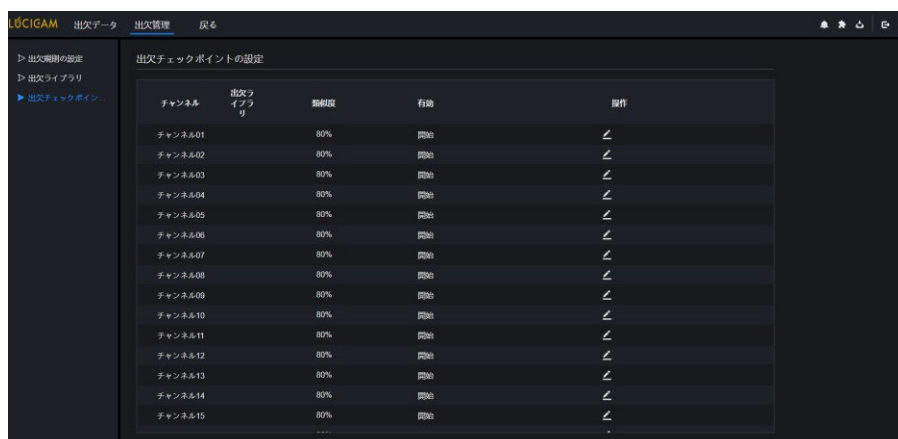 LUCIGAM 出欠データ 出欠管理 戻る
出欠規則の設定
出欠ライブラリ
出欠チェックポイン...
出欠チェックポイントの設定
チャンネル 出欠ライブラリ 類似度 有効 操作
チャンネル01 80% 開始
チャンネル02 80% 開始
チャンネル03 80% 開始
チャンネル04 80% 開始
チャンネル05 80% 開始
チャンネル06 80% 開始
チャンネル07 80% 開始
チャンネル08 80% 開始
チャンネル09 80% 開始
チャンネル10 80% 開始
チャンネル11 80% 開始
チャンネル12 80% 開始
チャンネル13 80% 開始
チャンネル14 80% 開始
チャンネル15 80% 開始